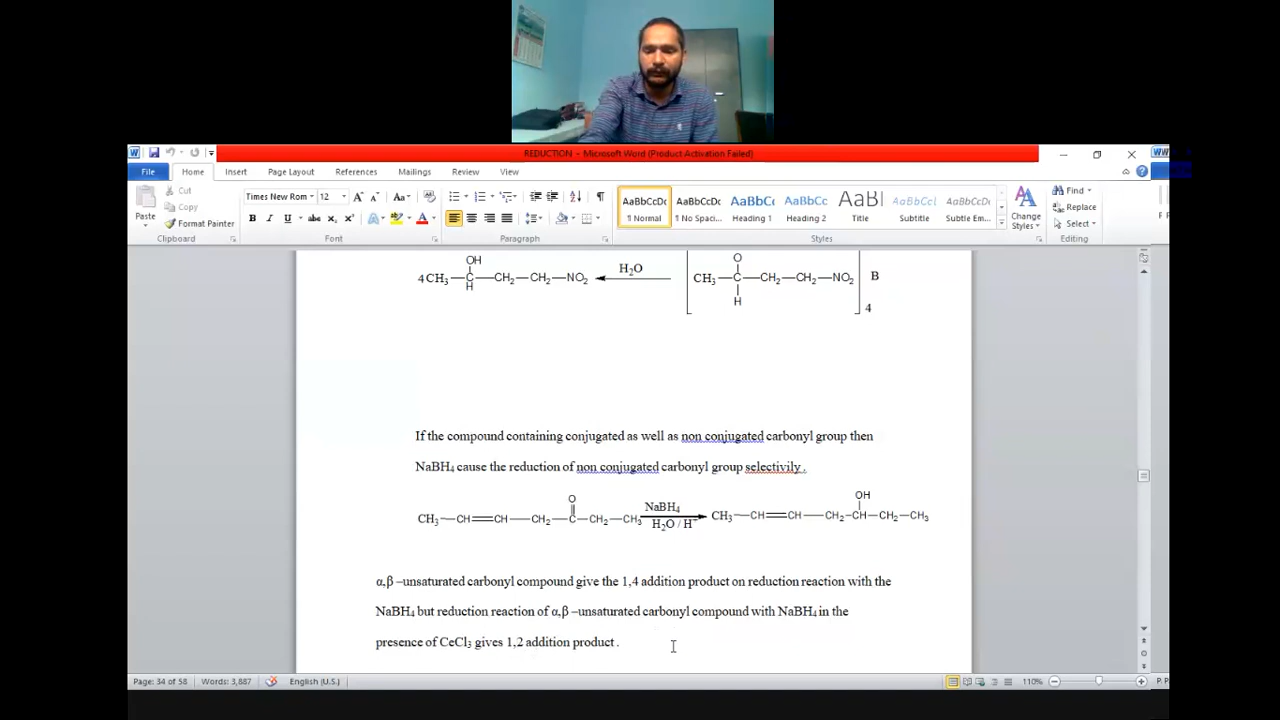 REDUCTION - Microsoft Word (Product Activation Failed)
File Home Insert Page Layout References Mailings Review View
Cut
Copy
Paste
Format Painter
Clipboard
Times New Rom 12
Font
Paragraph
AaBbCcDc AaBbCcDc AaBbCc AaBbCc AaB AaBbCcl AaBbCcDc
¶ Normal ¶ No Spaci... Heading 1 Heading 2 Title Subtitle Subtle Em...
Styles
Change Styles
Find
Replace
Select
Editing
OH O
4CH3—C—CH2—CH2—NO2 H2O CH3—C—CH2—CH2—NO2 B
H H 4
If the compound containing conjugated as well as non conjugated carbonyl group then
NaBH4 cause the reduction of non conjugated carbonyl group selectivily .
O NaBH4 OH
CH3—CH=CH—CH2—C—CH2—CH3 H2O / H+ CH3—CH=CH—CH2—CH—CH2—CH3
α,β –unsaturated carbonyl compound give the 1,4 addition product on reduction reaction with the
NaBH4 but reduction reaction of α,β –unsaturated carbonyl compound with NaBH4 in the
presence of CeCl3 gives 1,2 addition product .
Page: 34 of 58 Words: 3,887 English (U.S.) 110%